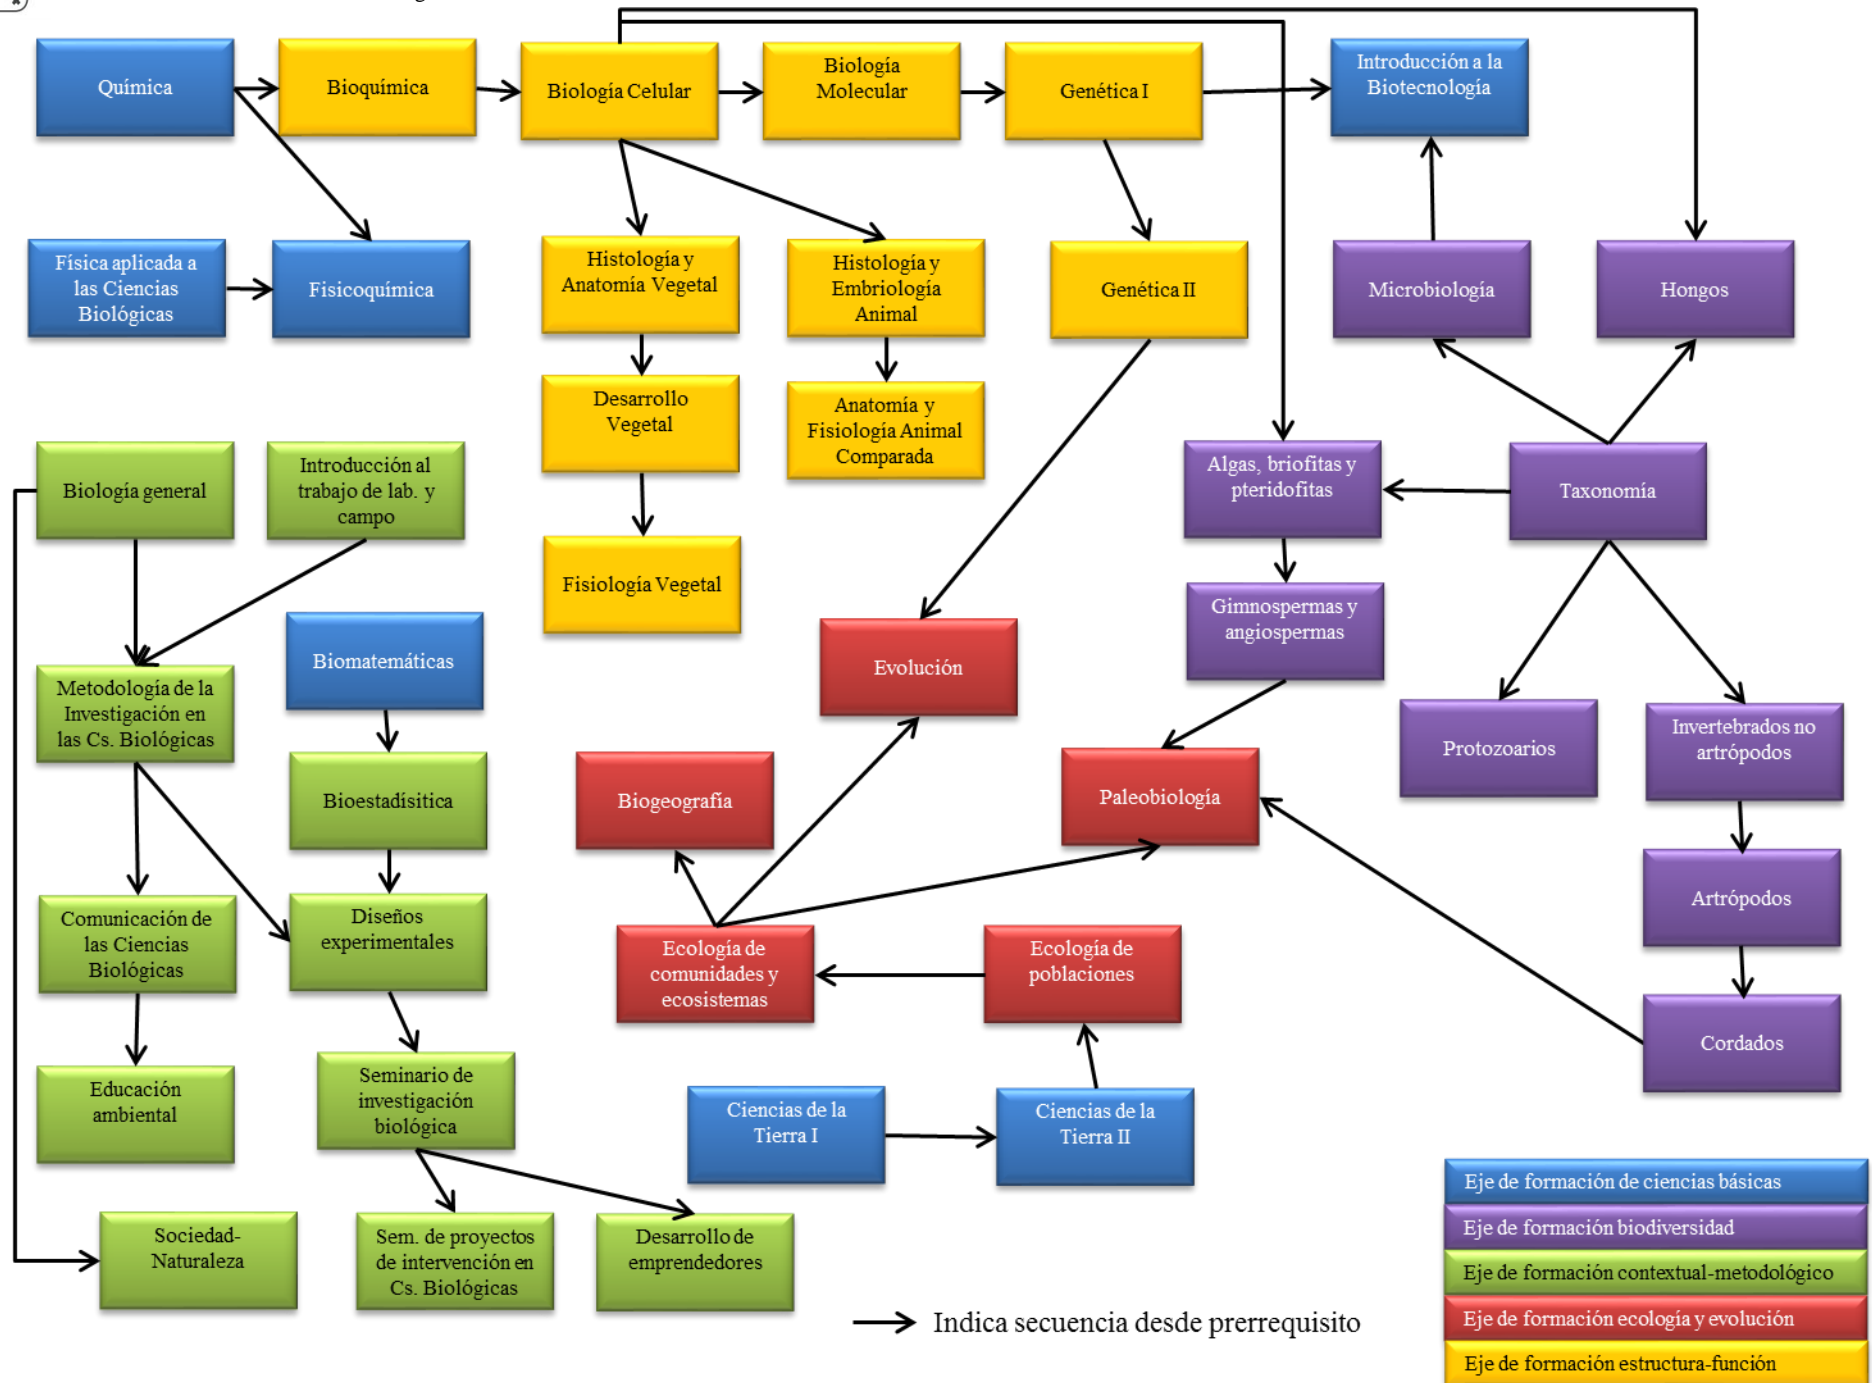 Química
Bioquímica
Biología Celular
Biología
Molecular
Genética I
Introducción a la
Biotecnología
Física aplicada a
las Ciencias
Biológicas
Fisicoquímica
Histología y
Anatomía Vegetal
Histología y
Embriología
Animal
Genética II
Microbiología
Hongos
Desarrollo
Vegetal
Anatomía y
Fisiología Animal
Comparada
Biología general
Introducción al
trabajo de lab. y
campo
Algas, briofitas y
pteridofitas
Taxonomía
Fisiología Vegetal
Gimnospermas y
angiospermas
Biomatemáticas
Evolución
Metodología de la
Investigación en
las Cs. Biológicas
Protozoarios
Invertebrados no
artrópodos
Bioestadísitica
Biogeografía
Paleobiología
Artrópodos
Comunicación de
las Ciencias
Biológicas
Diseños
experimentales
Ecología de
comunidades y
ecosistemas
Ecología de
poblaciones
Cordados
Educación
ambiental
Seminario de
investigación
biológica
Ciencias de la
Tierra I
Ciencias de la
Tierra II
Sociedad-
Naturaleza
Sem. de proyectos
de intervención en
Cs. Biológicas
Desarrollo de
emprendedores
Indica secuencia desde prerrequisito
Eje de formación de ciencias básicas
Eje de formación biodiversidad
Eje de formación contextual-metodológico
Eje de formación ecología y evolución
Eje de formación estructura-función